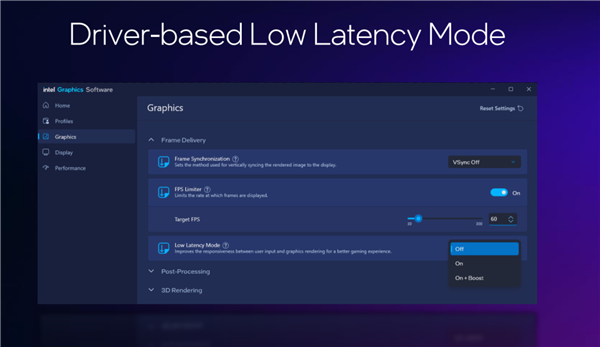 Driver-based Low Latency Mode
intel Graphics Software
Home
Profiles
Graphics
Display
Performance
Graphics
Reset Settings
Frame Delivery
Frame Synchronization
Sets the method used for vertically syncing the rendered image to the display.
VSync Off
FPS Limiter
Limits the rate at which frames are displayed.
On
Target FPS
60
Low Latency Mode
Improves the responsiveness between user input and graphics rendering for a better gaming experience.
Off
On
On + Boost
Post-Processing
3D Rendering